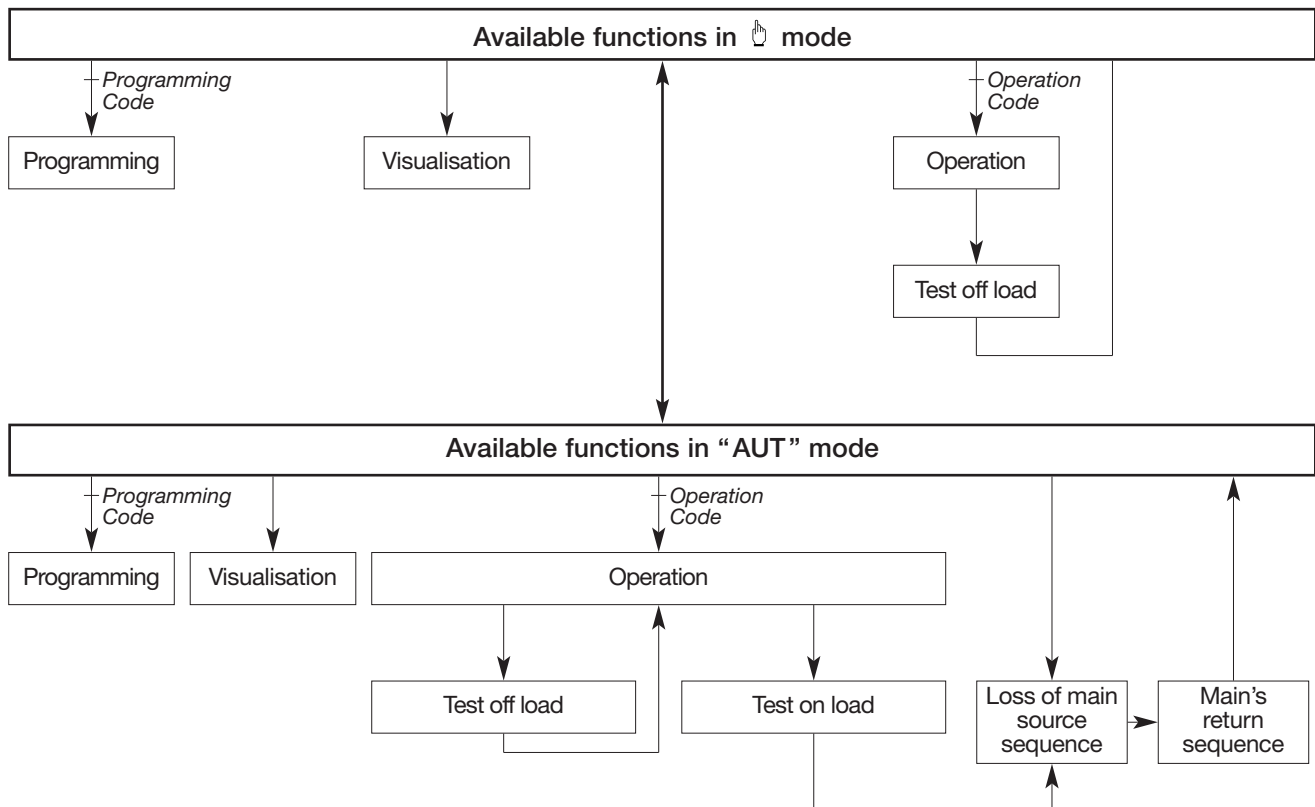 Available functions in mode
Programming
Code
Operation
Code
Programming
Visualisation
Operation
Test off load
Available functions in “AUT” mode
Programming
Code
Operation
Code
Programming
Visualisation
Operation
Test off load
Test on load
Loss of main
source
sequence
Main’s
return
sequence